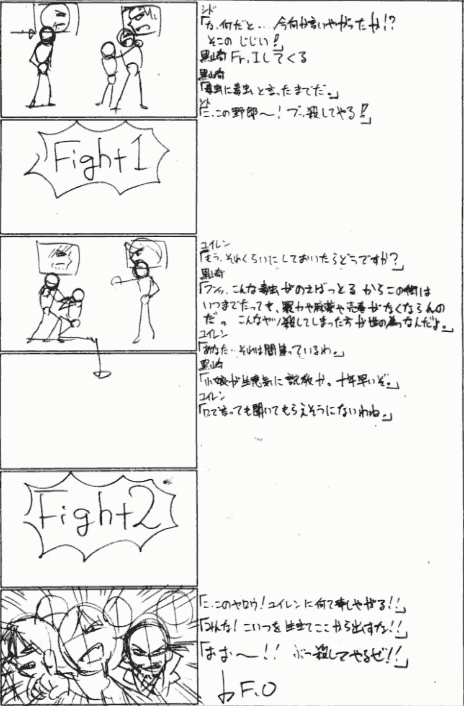 シド
「な、何だと… 今何か言いやがったか!?
そこの じじい!」
黒崎 Fr.Iしてくる
黒崎
「毒虫に毒虫と言ったまでだ。」
シド
「こ、この野郎〜! ブッ殺してやる!!」
Fight 1
ユイレン
「もう、それくらいに しておいたらどうですか?」
黒崎
「フンッ、こんな毒虫がのさばっとる からこの街は
いつまでたっても、暴力や麻薬や売春がなくならんの
だ。 こんなヤツ殺してしまった方が世の為なんだよ。」
ユイレン
「あなた… それは間違っているわ。」
黒崎
「小娘が生意気に説教か。十年早いぞ。」
ユイレン
「口で言っても聞いてもらえそうにないわね。」
Fight 2
「こ、このヤロウ! ユイレンに何て事しやがる!!」
「みんな! こいつを生きてここから出すな!!」
「おお〜!! ぶっ殺してやるぜ!!」
F.O